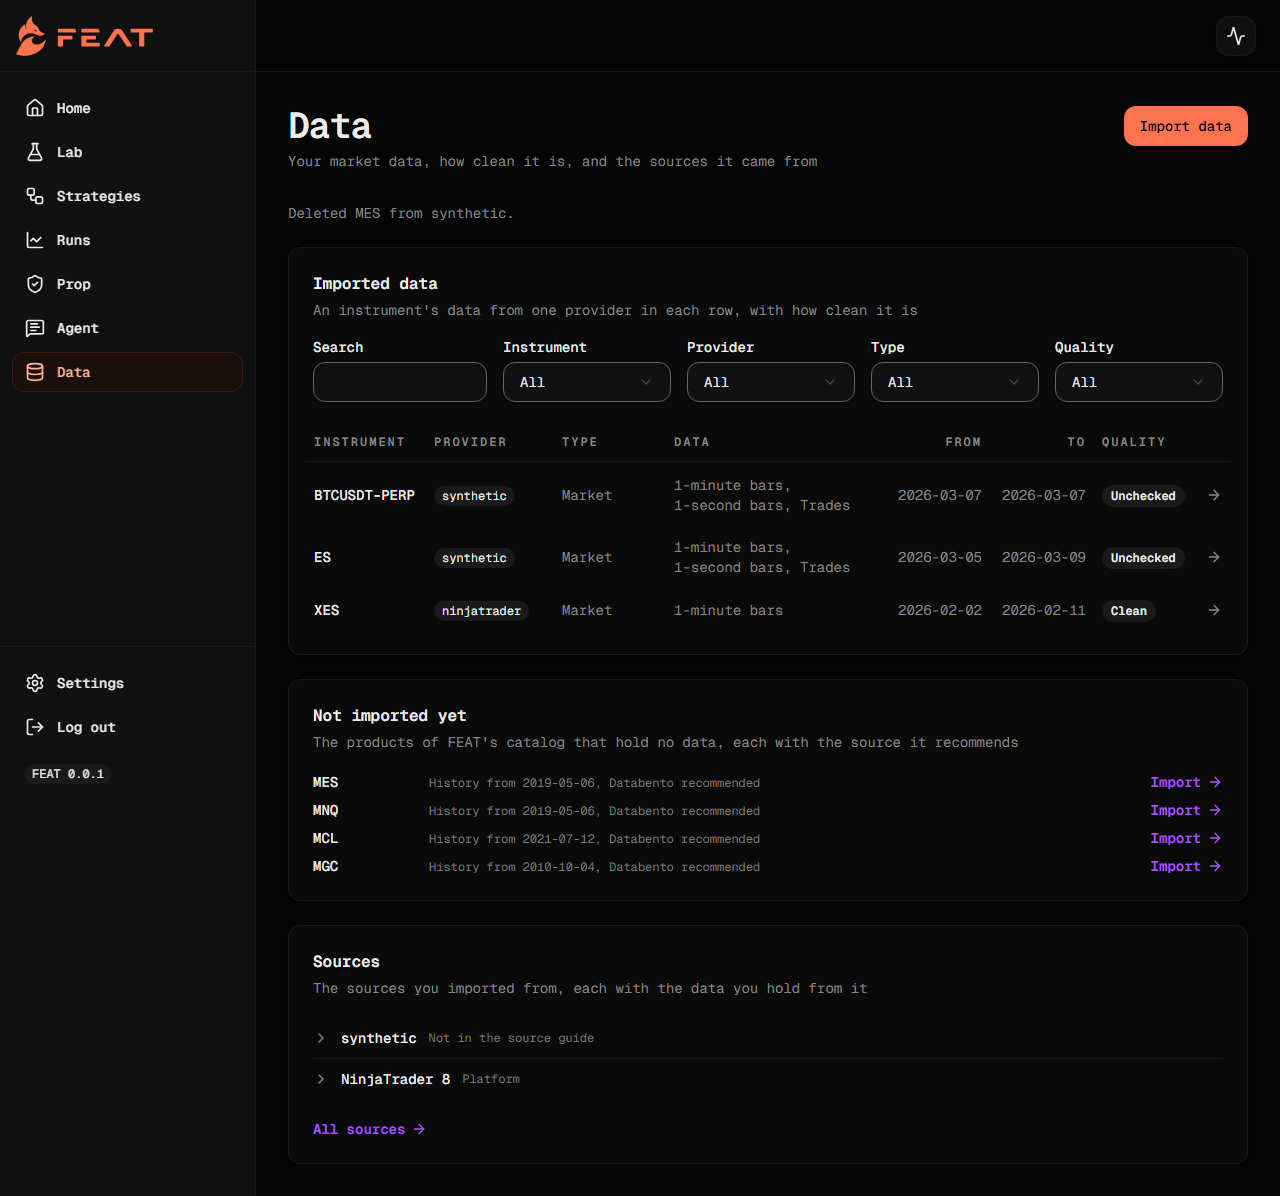 FEAT
Home
Lab
Strategies
Runs
Prop
Agent
Data
Settings
Log out
FEAT 0.0.1
Data
Your market data, how clean it is, and the sources it came from
Import data
Deleted MES from synthetic.
Imported data
An instrument's data from one provider in each row, with how clean it is
Search Instrument Provider Type Quality
All All All All
INSTRUMENT PROVIDER TYPE DATA FROM TO QUALITY
BTCUSDT-PERP synthetic Market 1-minute bars, 1-second bars, Trades 2026-03-07 2026-03-07 Unchecked →
ES synthetic Market 1-minute bars, 1-second bars, Trades 2026-03-05 2026-03-09 Unchecked →
XES ninjatrader Market 1-minute bars 2026-02-02 2026-02-11 Clean →
Not imported yet
The products of FEAT's catalog that hold no data, each with the source it recommends
MES History from 2019-05-06, Databento recommended Import →
MNQ History from 2019-05-06, Databento recommended Import →
MCL History from 2021-07-12, Databento recommended Import →
MGC History from 2010-10-04, Databento recommended Import →
Sources
The sources you imported from, each with the data you hold from it
synthetic Not in the source guide
NinjaTrader 8 Platform
All sources →